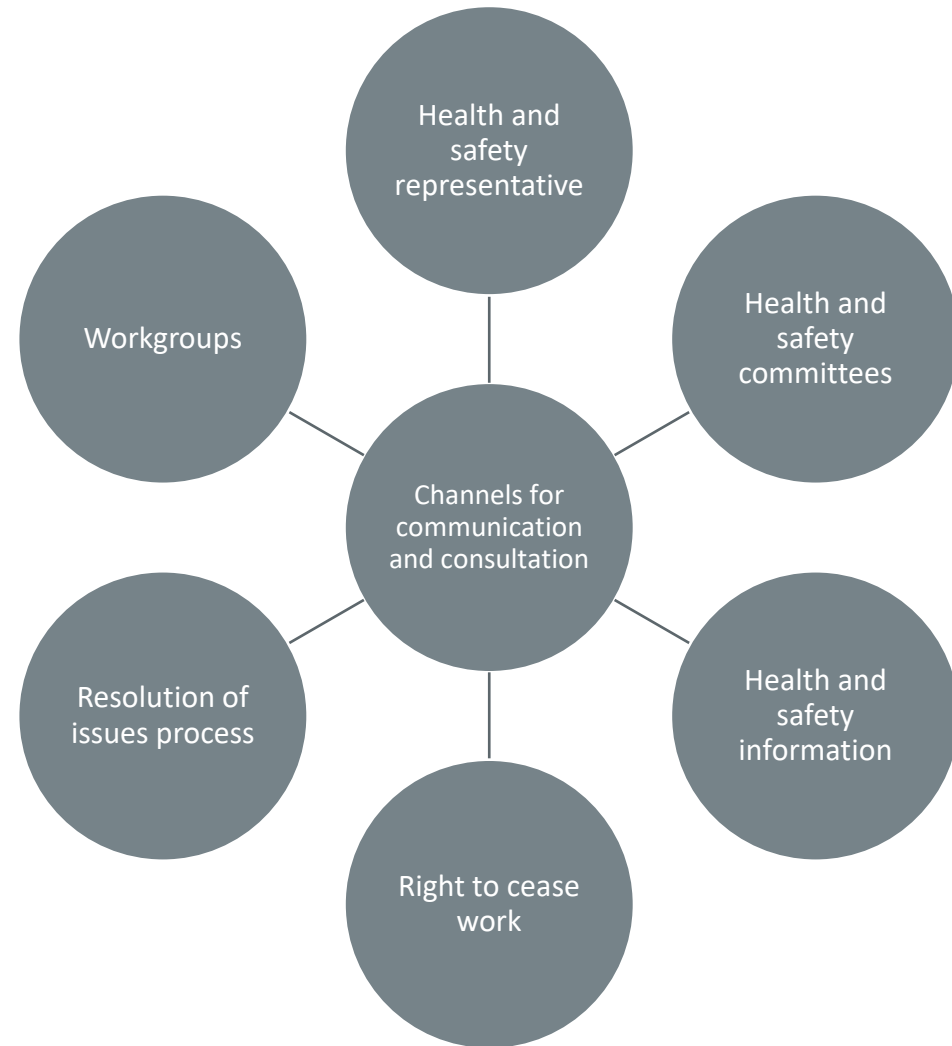 Health and
safety
representative
Health and
safety
committees
Health and
safety
information
Right to cease
work
Resolution of
issues process
Workgroups
Channels for
communication
and consultation